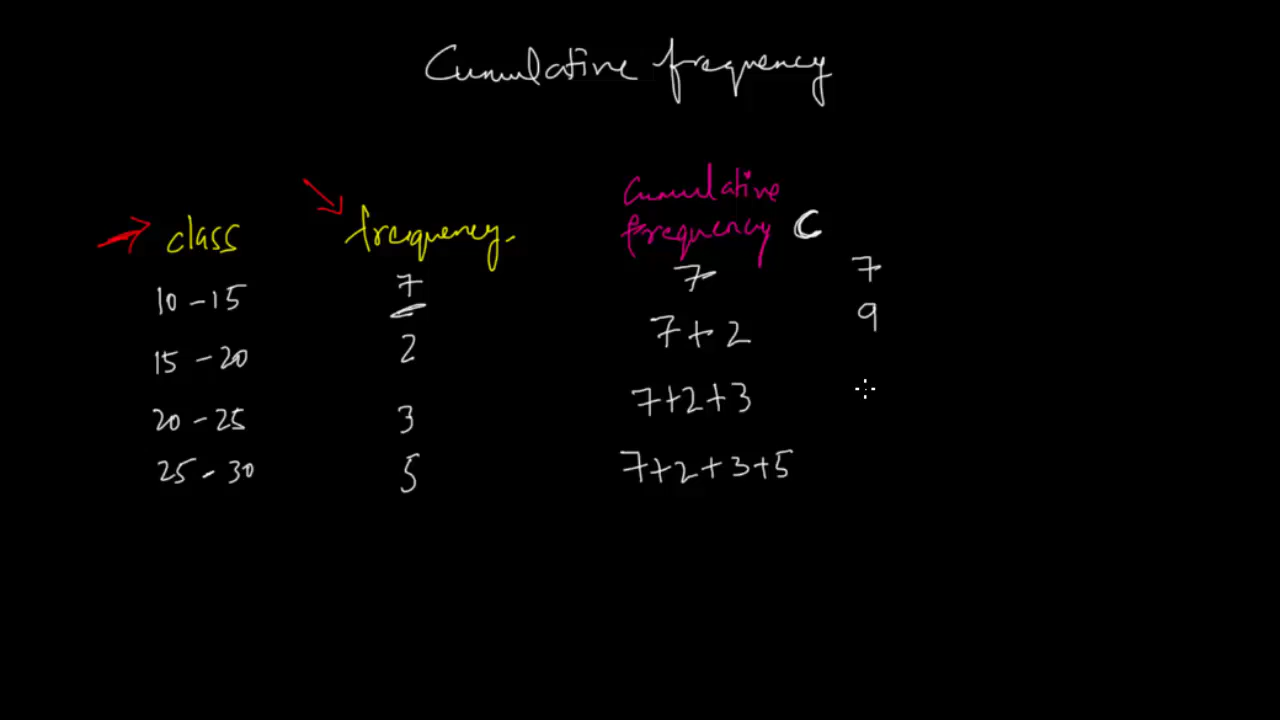 Cumulative frequency
class frequency. Cumulative frequency C
10 - 15 7 7 7
15 - 20 2 7 + 2 9
20 - 25 3 7+2+3
25 - 30 5 7+2+3+5